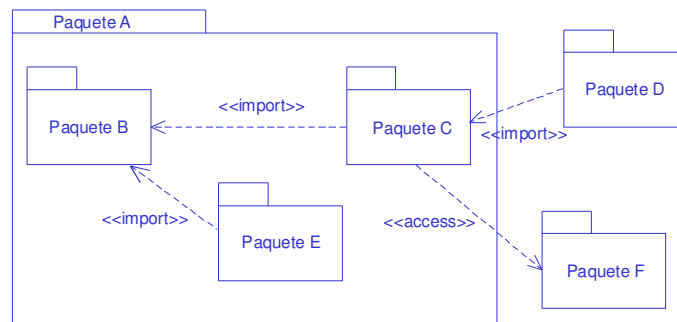 Paquete A
<<import>>
Paquete B
Paquete C
Paquete D
<<import>>
<<import>>
<<access>>
Paquete E
Paquete F